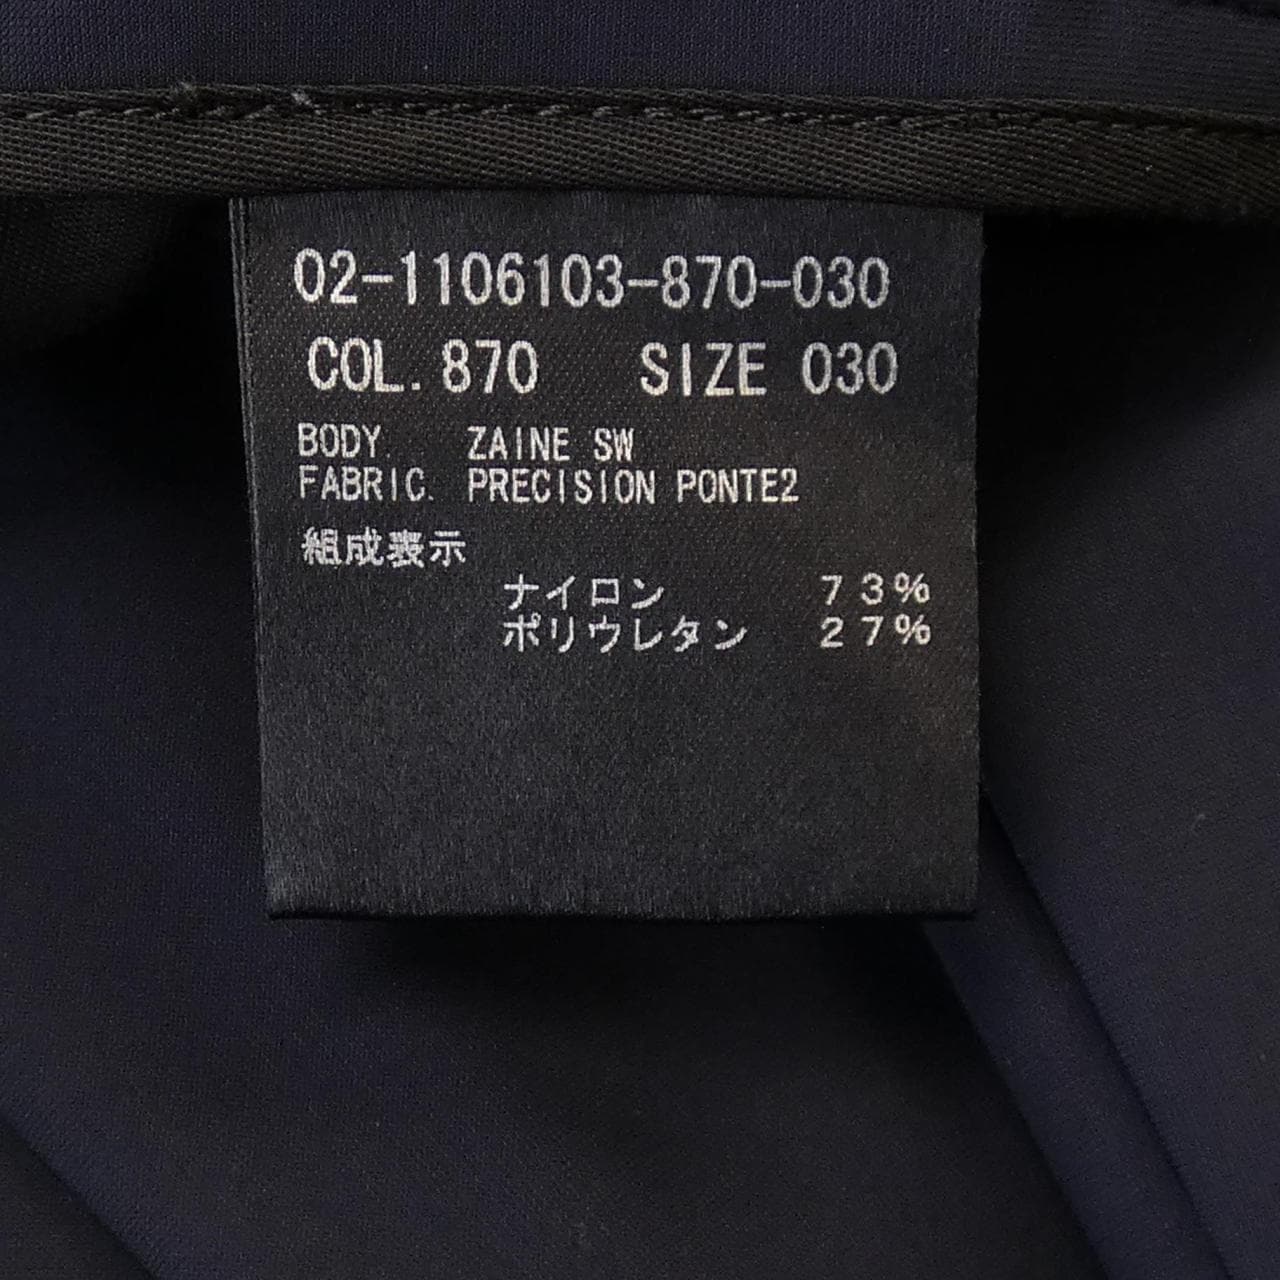 02-1106103-870-030
COL. 870 SIZE 030
BODY. ZAINE SW
FABRIC. PRECISION PONTE2
組成表示
ナイロン 73%
ポリウレタン 27%